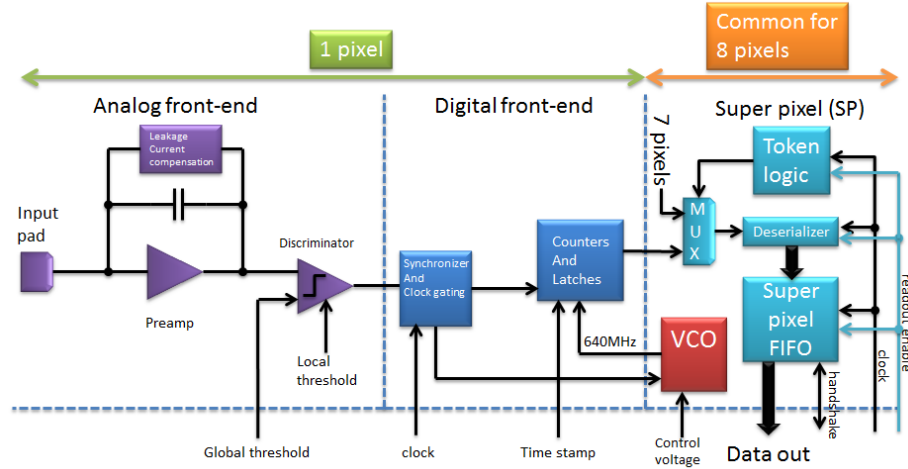 1 pixel
Common for
8 pixels
Analog front-end
Digital front-end
Super pixel (SP)
Leakage
Current
compensation
7 pixels
Token
logic
Input
pad
Discriminator
M
U
X
Deserializer
Synchronizer
And
Clock gating
Counters
And
Latches
Preamp
Super
pixel
FIFO
Local
threshold
640MHz
VCO
handshake
clock
readout enable
Global threshold
clock
Time stamp
Control
voltage
Data out